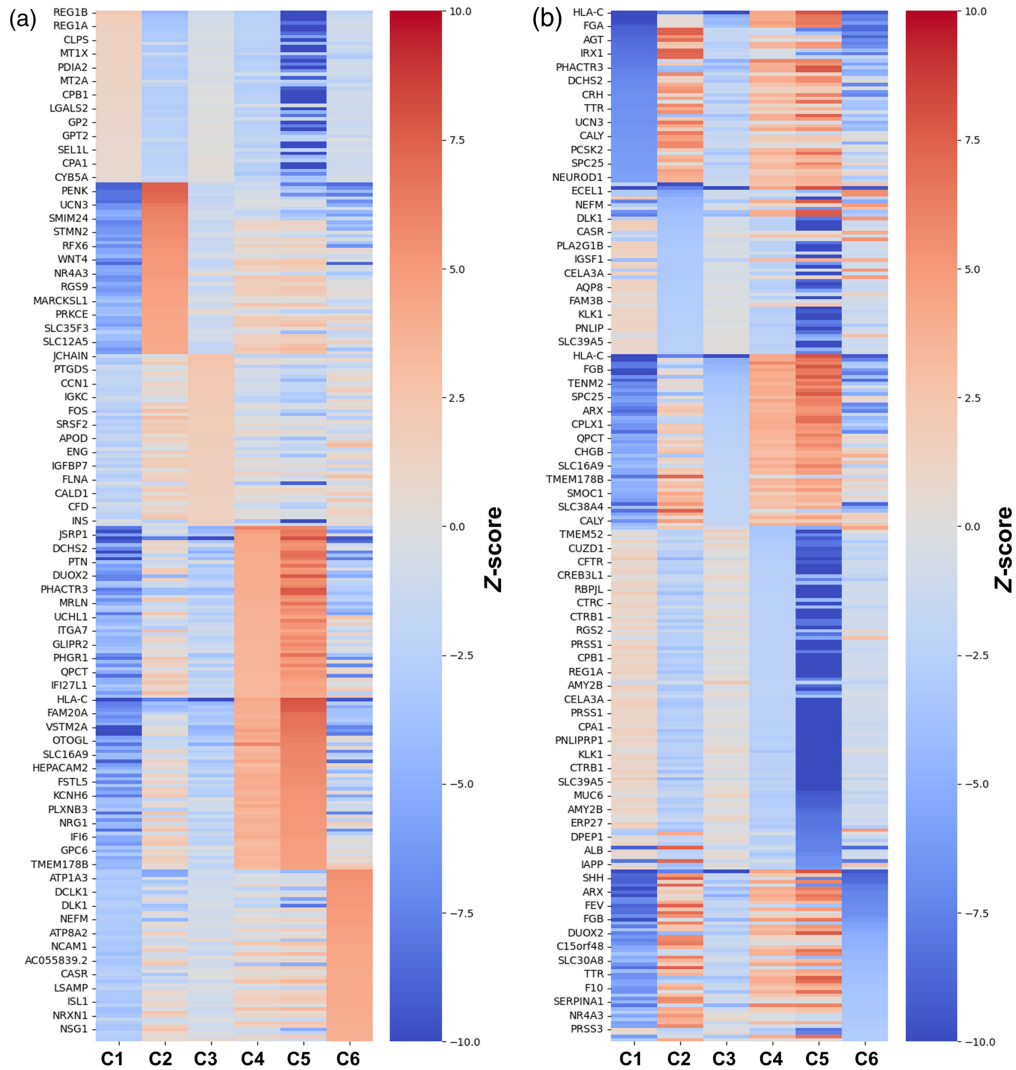 (a)
REG1B
REG1A
CLPS
MT1X
PDIA2
MT2A
CPB1
LGALS2
GP2
GPT2
SEL1L
CPA1
CYB5A
PENK
UCN3
SMIM24
STMN2
RFX6
WNT4
NR4A3
RGS9
MARCKSL1
PRKCE
SLC35F3
SLC12A5
JCHAIN
PTGDS
CCN1
IGKC
FOS
SRSF2
APOD
ENG
IGFBP7
FLNA
CALD1
CFD
INS
JSRP1
DCHS2
PTN
DUOX2
PHACTR3
MRLN
UCHL1
ITGA7
GLIPR2
PHGR1
QPCT
IFI27L1
HLA-C
FAM20A
VSTM2A
OTOGL
SLC16A9
HEPACAM2
FSTL5
KCNH6
PLXNB3
NRG1
IFI6
GPC6
TMEM178B
ATP1A3
DCLK1
DLK1
NEFM
ATP8A2
NCAM1
AC055839.2
CASR
LSAMP
ISL1
NRXN1
NSG1
C1 C2 C3 C4 C5 C6
10.0
7.5
5.0
2.5
0.0
−2.5
−5.0
−7.5
−10.0
Z-score
(b)
HLA-C
FGA
AGT
IRX1
PHACTR3
DCHS2
CRH
TTR
UCN3
CALY
PCSK2
SPC25
NEUROD1
ECEL1
NEFM
DLK1
CASR
PLA2G1B
IGSF1
CELA3A
AQP8
FAM3B
KLK1
PNLIP
SLC39A5
HLA-C
FGB
TENM2
SPC25
ARX
CPLX1
QPCT
CHGB
SLC16A9
TMEM178B
SMOC1
SLC38A4
CALY
TMEM52
CUZD1
CFTR
CREB3L1
RBPJL
CTRC
CTRB1
RGS2
PRSS1
CPB1
REG1A
AMY2B
CELA3A
PRSS1
CPA1
PNLIPRP1
KLK1
CTRB1
SLC39A5
MUC6
AMY2B
ERP27
DPEP1
ALB
IAPP
SHH
ARX
FEV
FGB
DUOX2
C15orf48
SLC30A8
TTR
F10
SERPINA1
NR4A3
PRSS3
C1 C2 C3 C4 C5 C6
10.0
7.5
5.0
2.5
0.0
−2.5
−5.0
−7.5
−10.0
Z-score